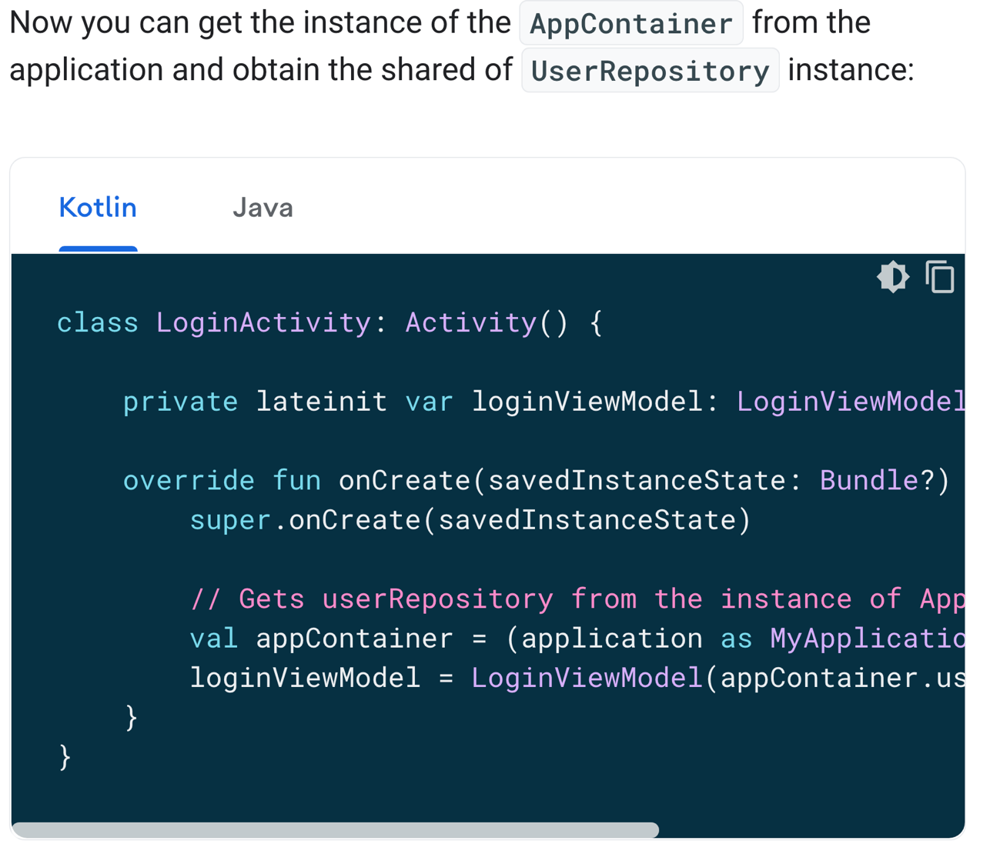 Now you can get the instance of the AppContainer from the
application and obtain the shared of UserRepository instance:
Kotlin Java
class LoginActivity: Activity() {
private lateinit var loginViewModel: LoginViewModel
override fun onCreate(savedInstanceState: Bundle?)
super.onCreate(savedInstanceState)
// Gets userRepository from the instance of App
val appContainer = (application as MyApplicatio
loginViewModel = LoginViewModel(appContainer.us
}
}